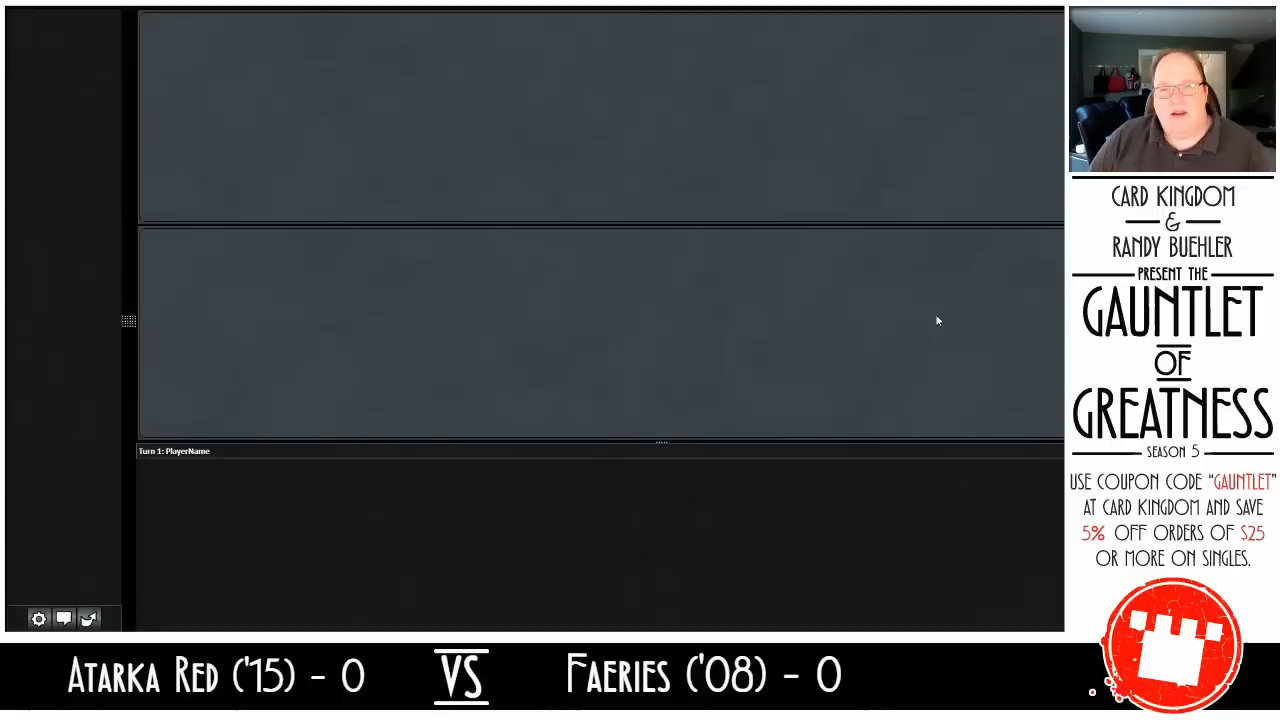 CARD KINGDOM
&
RANDY BUEHLER
PRESENT THE
GAUNTLET
OF
GREATNESS
SEASON 5
USE COUPON CODE "GAUNTLET"
AT CARD KINGDOM AND SAVE
5% OFF ORDERS OF $25
OR MORE ON SINGLES.
Turn 1: PlayerName
ATARKA RED ('15) - 0 VS FAERIES ('08) - 0